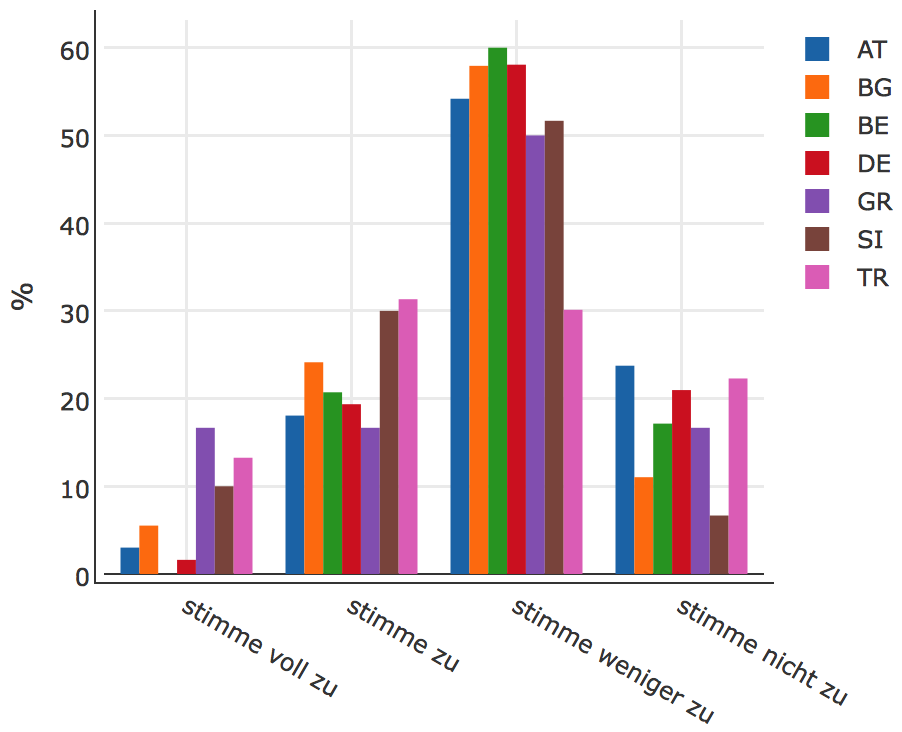 60
50
40
30
20
10
0
%
stimme voll zu
stimme zu
stimme weniger zu
stimme nicht zu
AT
BG
BE
DE
GR
SI
TR